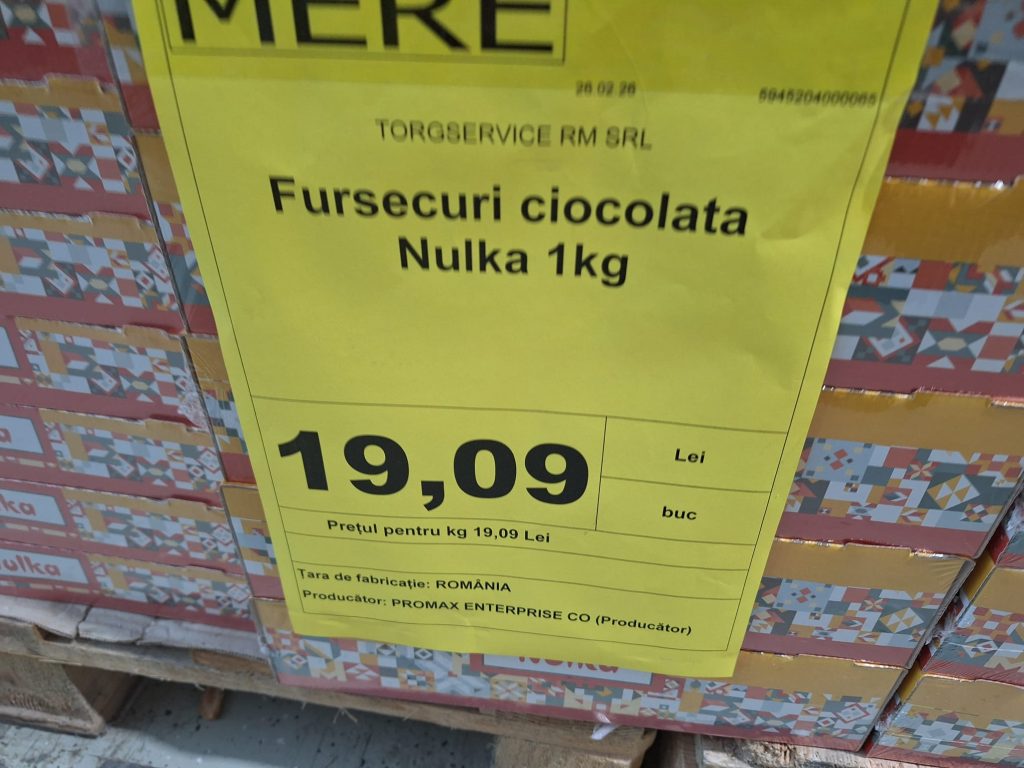 MERE
26.02.26
5945204000065
TORGSERVICE RM SRL
Fursecuri ciocolata
Nulka 1kg
19,09
Lei
buc
Prețul pentru kg 19,09 Lei
Țara de fabricație: ROMÂNIA
Producător: PROMAX ENTERPRISE CO (Producător)
Nulka